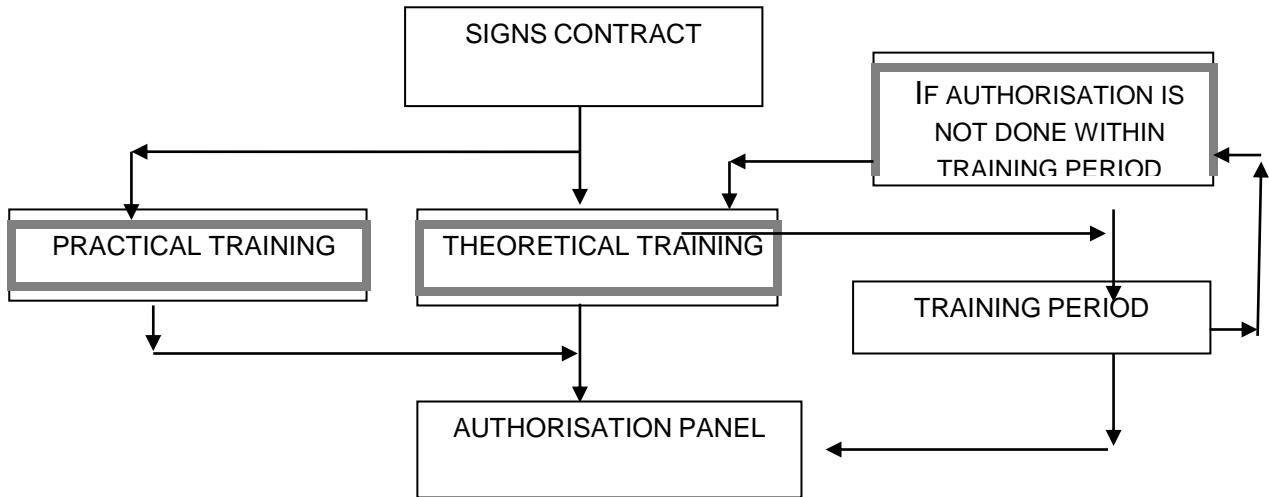 SIGNS CONTRACT
IF AUTHORISATION IS
NOT DONE WITHIN
TRAINING PERIOD
PRACTICAL TRAINING
THEORETICAL TRAINING
TRAINING PERIOD
AUTHORISATION PANEL